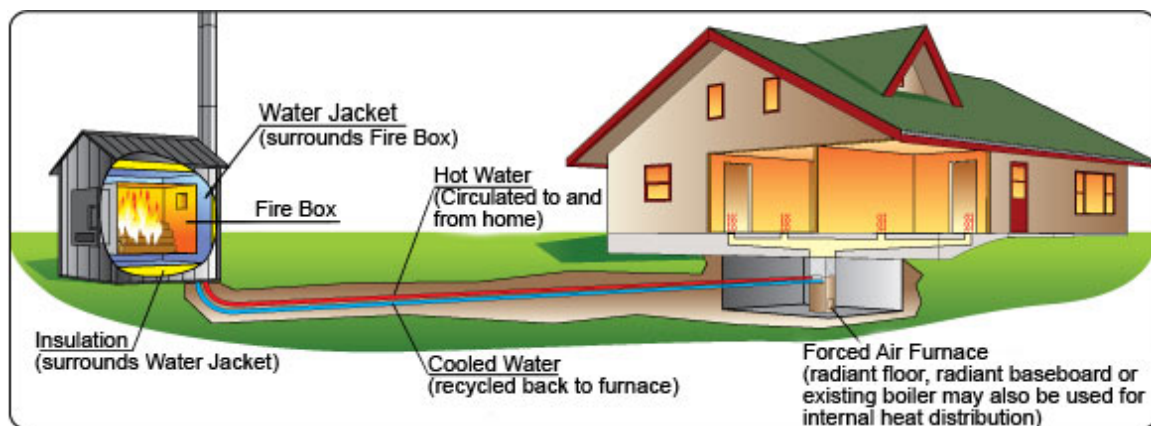 Water Jacket
(surrounds Fire Box)
Fire Box
Hot Water
(Circulated to and
from home)
Insulation
(surrounds Water Jacket)
Cooled Water
(recycled back to furnace)
Forced Air Furnace
(radiant floor, radiant baseboard or
existing boiler may also be used for
internal heat distribution)